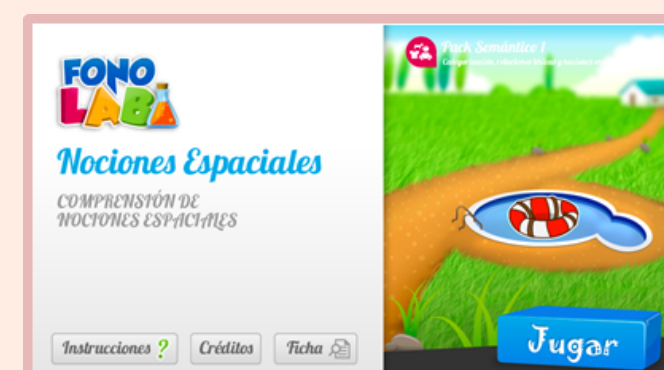 FONO
LAB
Nociones Espaciales
COMPRENSIÓN DE
NOCIONES ESPACIALES
Instrucciones ?
Créditos
Ficha
Pack Semántico 1
Jugar